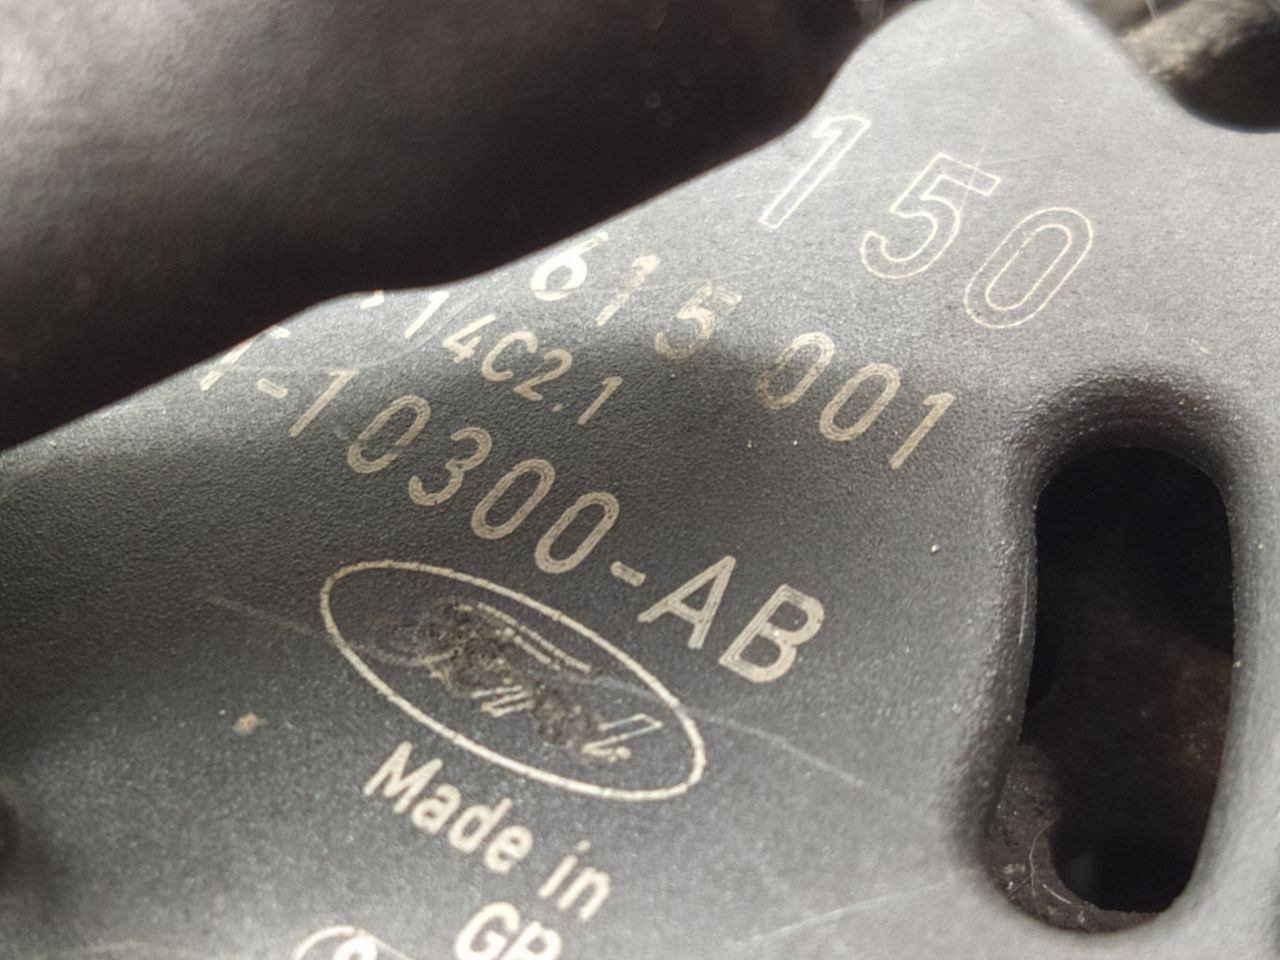 150
615 001
14C2.1
T-10300-AB
Ford
Made in
GB